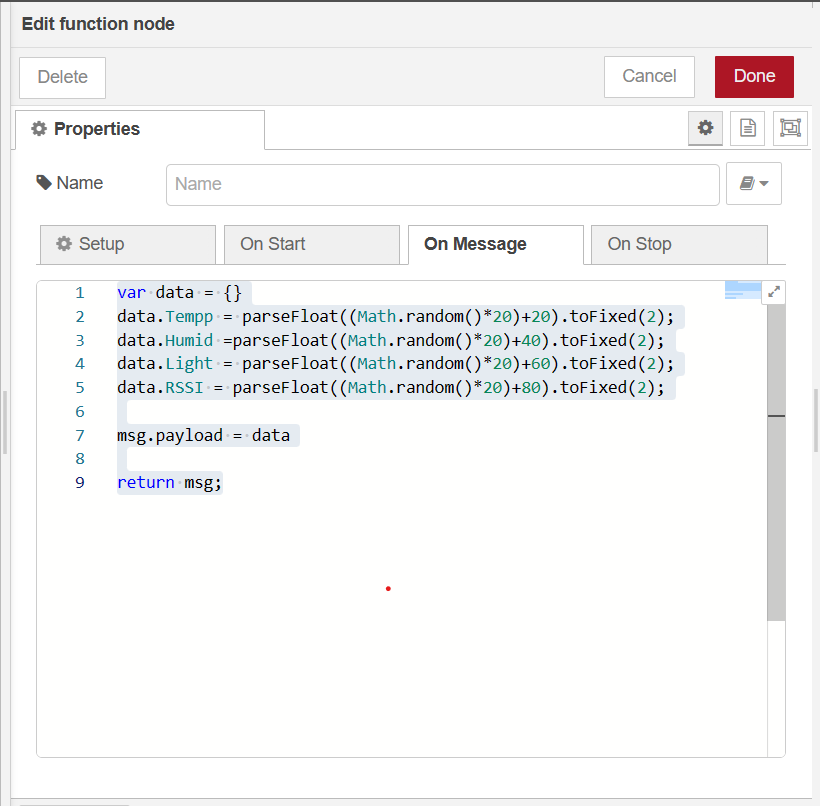 Edit function node
Delete
Cancel
Done
Properties
Name
Name
Setup
On Start
On Message
On Stop
1 var data = {}
2 data.Tempp = parseFloat((Math.random()*20)+20).toFixed(2);
3 data.Humid =parseFloat((Math.random()*20)+40).toFixed(2);
4 data.Light = parseFloat((Math.random()*20)+60).toFixed(2);
5 data.RSSI = parseFloat((Math.random()*20)+80).toFixed(2);
6
7 msg.payload = data
8
9 return msg;